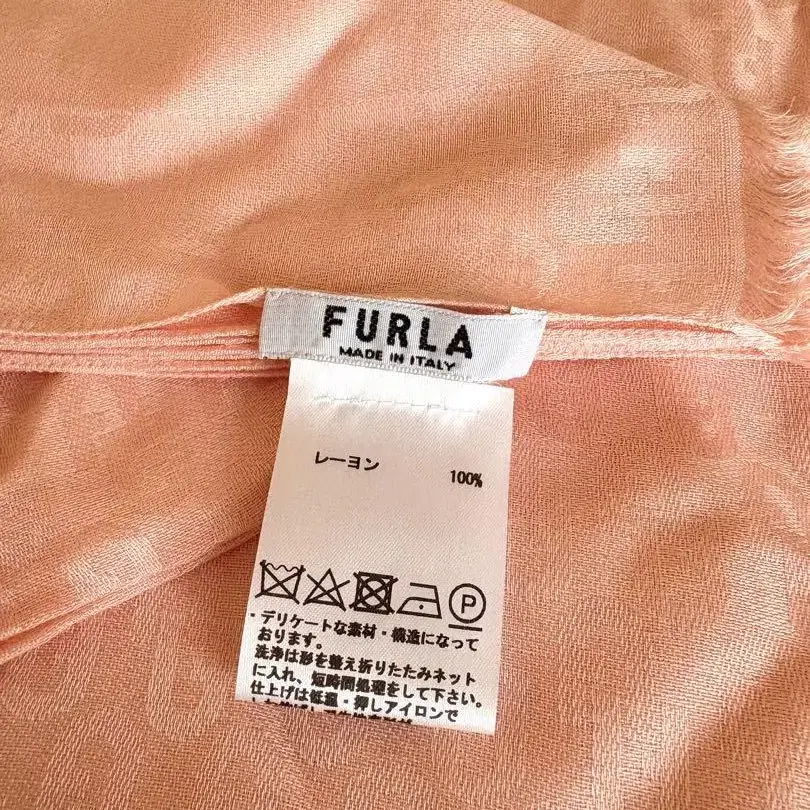 FURLA
MADE IN ITALY
レーヨン 100%
P
・デリケートな素材・構造になって
おります。
洗浄は形を整え折りたたみネット
に入れ、短時間処理をして下さい。
仕上げは低温・押しアイロンで